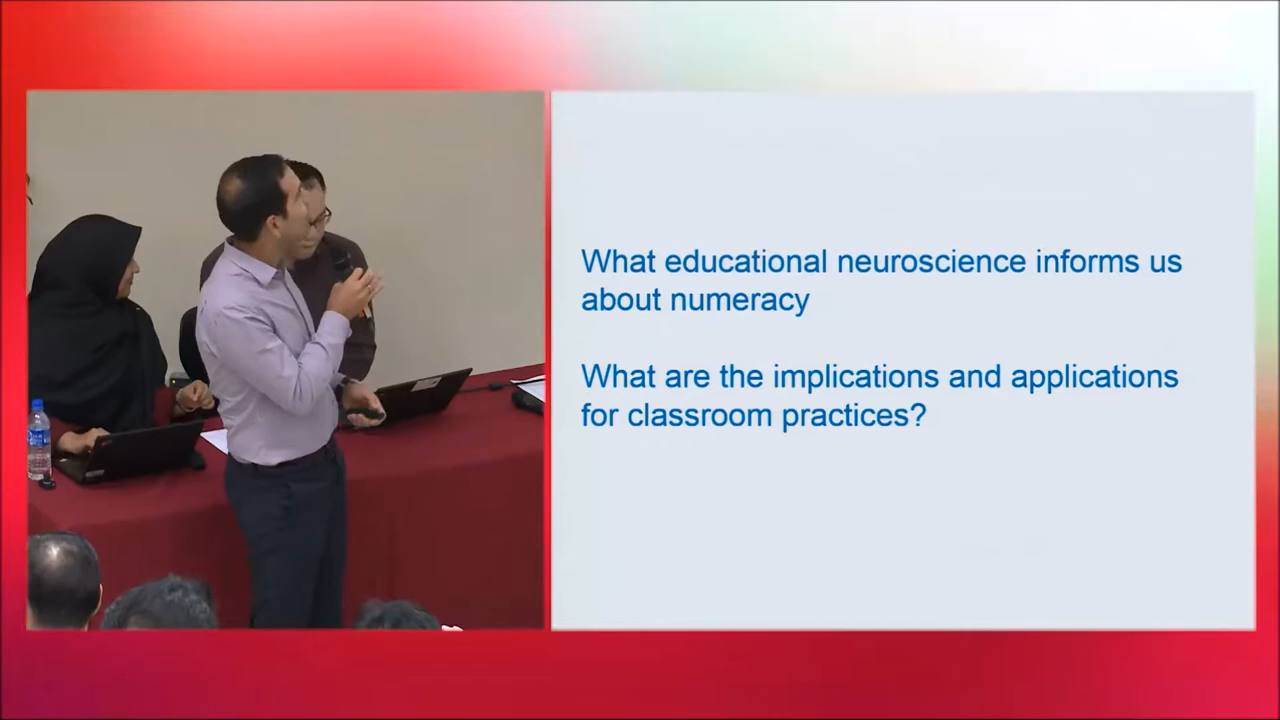 What educational neuroscience informs us
about numeracy
What are the implications and applications
for classroom practices?